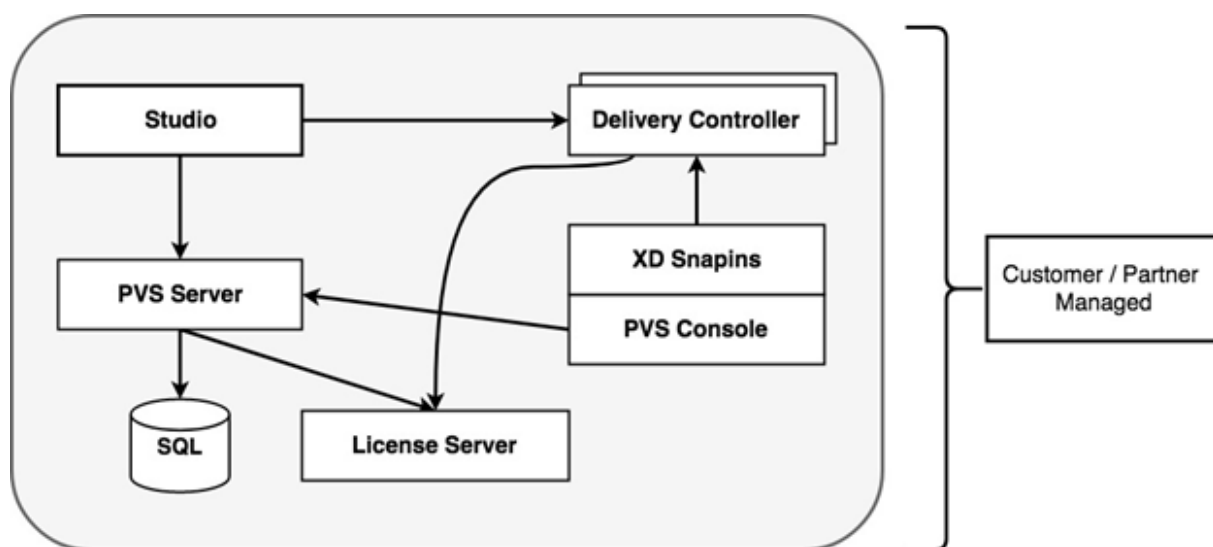 Studio
Delivery Controller
XD Snapins
PVS Server
PVS Console
Customer / Partner
Managed
SQL
License Server